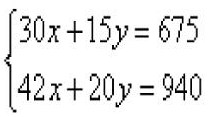 30x+15y= 675
42x+20y = 940